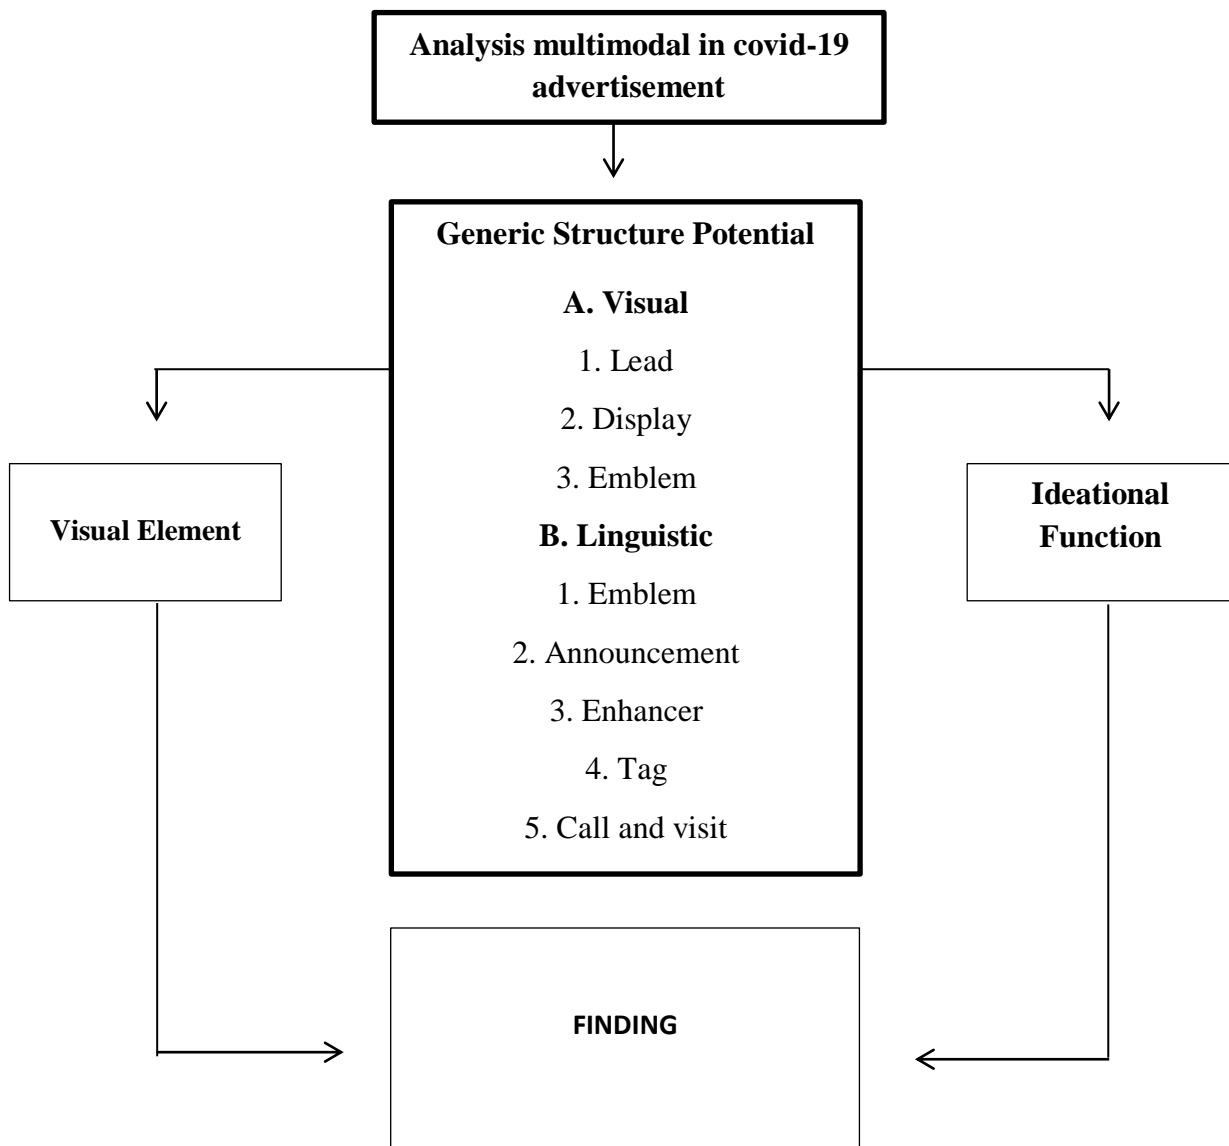 Analysis multimodal in covid-19
advertisement
Generic Structure Potential
A. Visual
1. Lead
2. Display
3. Emblem
B. Linguistic
1. Emblem
2. Announcement
3. Enhancer
4. Tag
5. Call and visit
Visual Element
Ideational
Function
FINDING